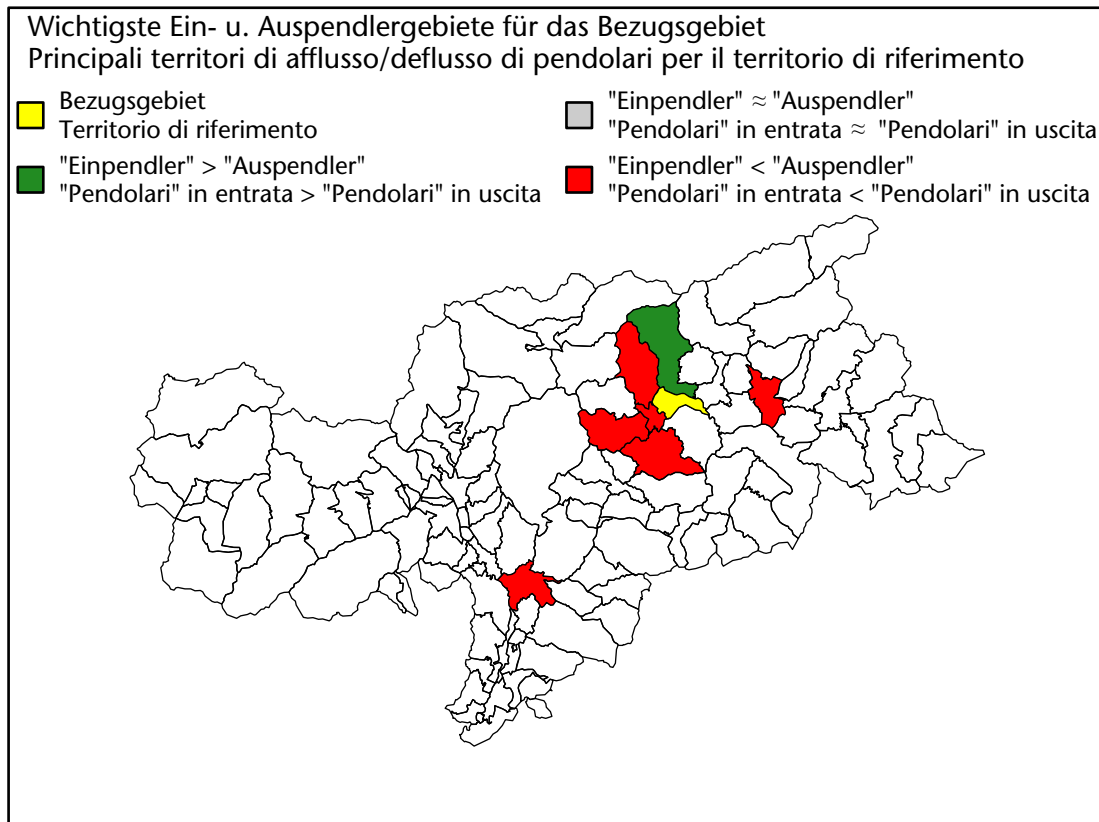 Wichtigste Ein- u. Auspendlergebiete für das Bezugsgebiet
Principali territori di afflusso/deflusso di pendolari per il territorio di riferimento
Bezugsgebiet
Territorio di riferimento
"Einpendler" > "Auspendler"
"Pendolari" in entrata > "Pendolari" in uscita
"Einpendler" ≈ "Auspendler"
"Pendolari" in entrata ≈ "Pendolari" in uscita
"Einpendler" < "Auspendler"
"Pendolari" in entrata < "Pendolari" in uscita